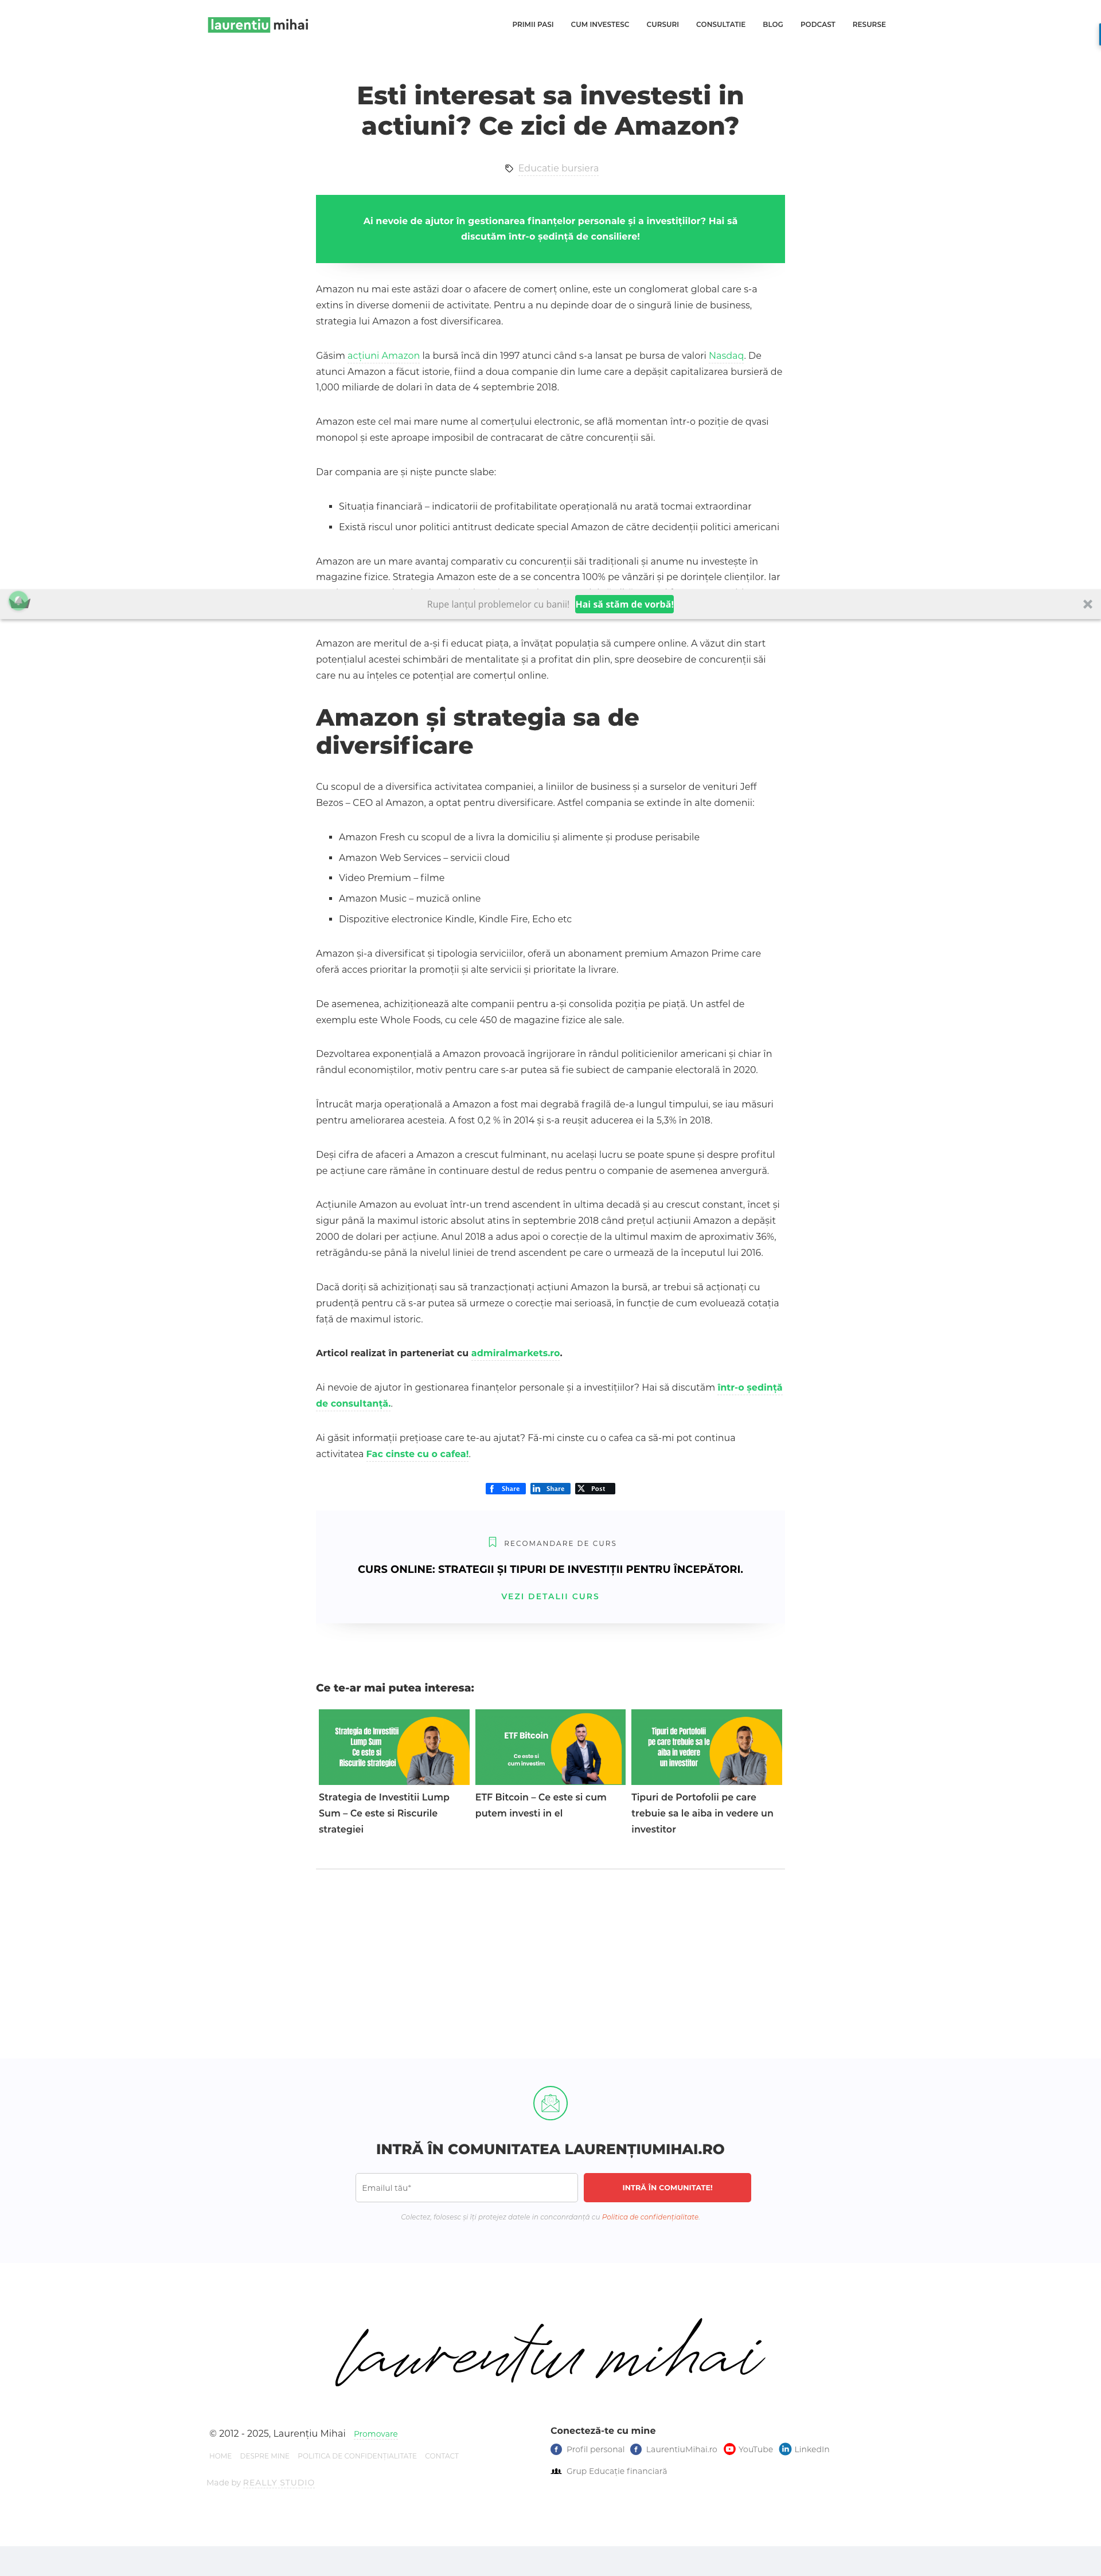 laurentiu mihai
PRIMII PASI CUM INVESTESC CURSURI CONSULTATIE BLOG PODCAST RESURSE
Esti interesat sa investesti in
actiuni? Ce zici de Amazon?
Educatie bursiera
Ai nevoie de ajutor în gestionarea finanțelor personale și a investițiilor? Hai să
discutăm într-o ședință de consiliere!
Amazon nu mai este astăzi doar o afacere de comerț online, este un conglomerat global care s-a
extins în diverse domenii de activitate. Pentru a nu depinde doar de o singură linie de business,
strategia lui Amazon a fost diversificarea.
Găsim acțiuni Amazon la bursă încă din 1997 atunci când s-a lansat pe bursa de valori Nasdaq. De
atunci Amazon a făcut istorie, fiind a doua companie din lume care a depășit capitalizarea bursieră de
1,000 miliarde de dolari în data de 4 septembrie 2018.
Amazon este cel mai mare nume al comerțului electronic, se află momentan într-o poziție de qvasi
monopol și este aproape imposibil de contracarat de către concurenții săi.
Dar compania are și niște puncte slabe:
Situația financiară – indicatorii de profitabilitate operațională nu arată tocmai extraordinar
Există riscul unor politici antitrust dedicate special Amazon de către decidenții politici americani
Amazon are un mare avantaj comparativ cu concurenții săi tradiționali și anume nu investește în
magazine fizice. Strategia Amazon este de a se concentra 100% pe vânzări și pe dorințele clienților. Iar
Rupe lanțul problemelor cu banii! Hai să stăm de vorbă!
Amazon are meritul de a-și fi educat piața, a învățat populația să cumpere online. A văzut din start
potențialul acestei schimbări de mentalitate și a profitat din plin, spre deosebire de concurenții săi
care nu au înțeles ce potențial are comerțul online.
Amazon și strategia sa de
diversificare
Cu scopul de a diversifica activitatea companiei, a liniilor de business și a surselor de venituri Jeff
Bezos – CEO al Amazon, a optat pentru diversificare. Astfel compania se extinde în alte domenii:
Amazon Fresh cu scopul de a livra la domiciliu și alimente și produse perisabile
Amazon Web Services – servicii cloud
Video Premium – filme
Amazon Music – muzică online
Dispozitive electronice Kindle, Kindle Fire, Echo etc
Amazon și-a diversificat și tipologia serviciilor, oferă un abonament premium Amazon Prime care
oferă acces prioritar la promoții și alte servicii și prioritate la livrare.
De asemenea, achiziționează alte companii pentru a-și consolida poziția pe piață. Un astfel de
exemplu este Whole Foods, cu cele 450 de magazine fizice ale sale.
Dezvoltarea exponențială a Amazon provoacă îngrijorare în rândul politicienilor americani și chiar în
rândul economiștilor, motiv pentru care s-ar putea să fie subiect de campanie electorală în 2020.
Întrucât marja operațională a Amazon a fost mai degrabă fragilă de-a lungul timpului, se iau măsuri
pentru ameliorarea acesteia. A fost 0,2 % în 2014 și s-a reușit aducerea ei la 5,3% în 2018.
Deși cifra de afaceri a Amazon a crescut fulminant, nu același lucru se poate spune și despre profitul
pe acțiune care rămâne în continuare destul de redus pentru o companie de asemenea anvergură.
Acțiunile Amazon au evoluat într-un trend ascendent în ultima decadă și au crescut constant, încet și
sigur până la maximul istoric absolut atins în septembrie 2018 când prețul acțiunii Amazon a depășit
2000 de dolari per acțiune. Anul 2018 a adus apoi o corecție de la ultimul maxim de aproximativ 36%,
retrăgându-se până la nivelul liniei de trend ascendent pe care o urmează de la începutul lui 2016.
Dacă doriți să achiziționați sau să tranzacționați acțiuni Amazon la bursă, ar trebui să acționați cu
prudență pentru că s-ar putea să urmeze o corecție mai serioasă, în funcție de cum evoluează cotația
față de maximul istoric.
Articol realizat în parteneriat cu admiralmarkets.ro.
Ai nevoie de ajutor în gestionarea finanțelor personale și a investițiilor? Hai să discutăm într-o ședință
de consultanță..
Ai găsit informații prețioase care te-au ajutat? Fă-mi cinste cu o cafea ca să-mi pot continua
activitatea Fac cinste cu o cafea!.
Share Share Post
RECOMANDARE DE CURS
CURS ONLINE: STRATEGII ȘI TIPURI DE INVESTIȚII PENTRU ÎNCEPĂTORI.
VEZI DETALII CURS
Ce te-ar mai putea interesa:
Strategia de Investitii
Lump Sum
Ce este si
Riscurile strategiei
ETF Bitcoin
Ce este si
cum investim
Tipuri de Portofolii
pe care trebuie sa le
aiba in vedere
un investitor
Strategia de Investitii Lump
Sum – Ce este si Riscurile
strategiei
ETF Bitcoin – Ce este si cum
putem investi in el
Tipuri de Portofolii pe care
trebuie sa le aiba in vedere un
investitor
INTRĂ ÎN COMUNITATEA LAURENȚIUMIHAI.RO
Emailul tău*
INTRĂ ÎN COMUNITATE!
Colectez, folosesc și îți protejez datele in conconrdanță cu Politica de confidențialitate.
laurentiu mihai
© 2012 - 2025, Laurențiu Mihai Promovare
HOME DESPRE MINE POLITICA DE CONFIDENȚIALITATE CONTACT
Made by REALLY STUDIO
Conectează-te cu mine
Profil personal LaurentiuMihai.ro YouTube LinkedIn
Grup Educație financiară